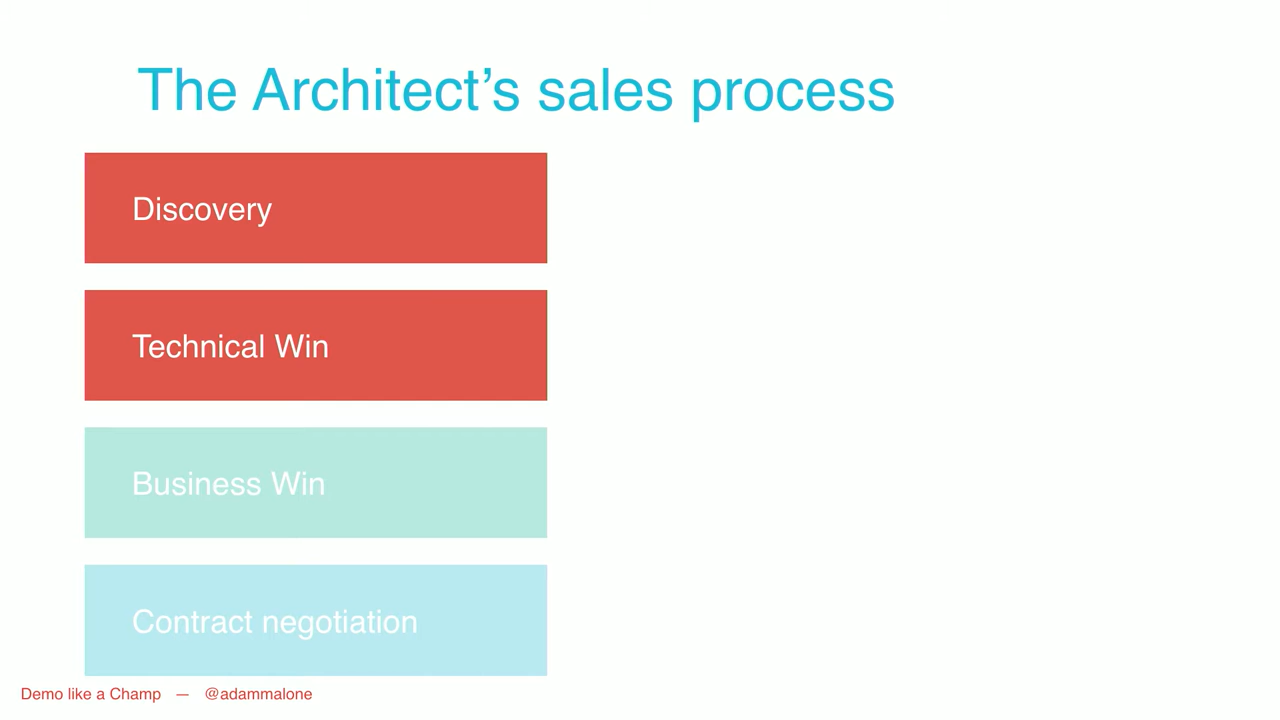 The Architect’s sales process
Discovery
Technical Win
Business Win
Contract negotiation
Demo like a Champ — @adammalone